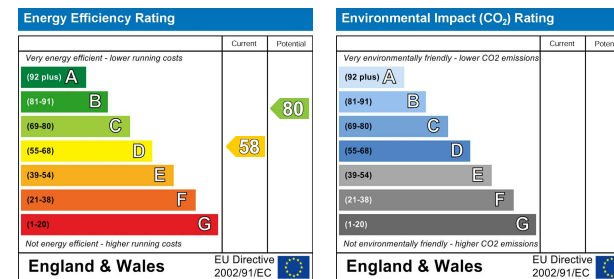 Energy Efficiency Rating
Current Potential
Very energy efficient - lower running costs
(92 plus) A
(81-91) B
(69-80) C
(55-68) D
(39-54) E
(21-38) F
(1-20) G
80
58
Not energy efficient - higher running costs
England & Wales
EU Directive
2002/91/EC
Environmental Impact (CO₂) Rating
Current Poten
Very environmentally friendly - lower CO2 emissions
(92 plus) A
(81-91) B
(69-80) C
(55-68) D
(39-54) E
(21-38) F
(1-20) G
Not environmentally friendly - higher CO2 emissions
England & Wales
EU Directive
2002/91/EC